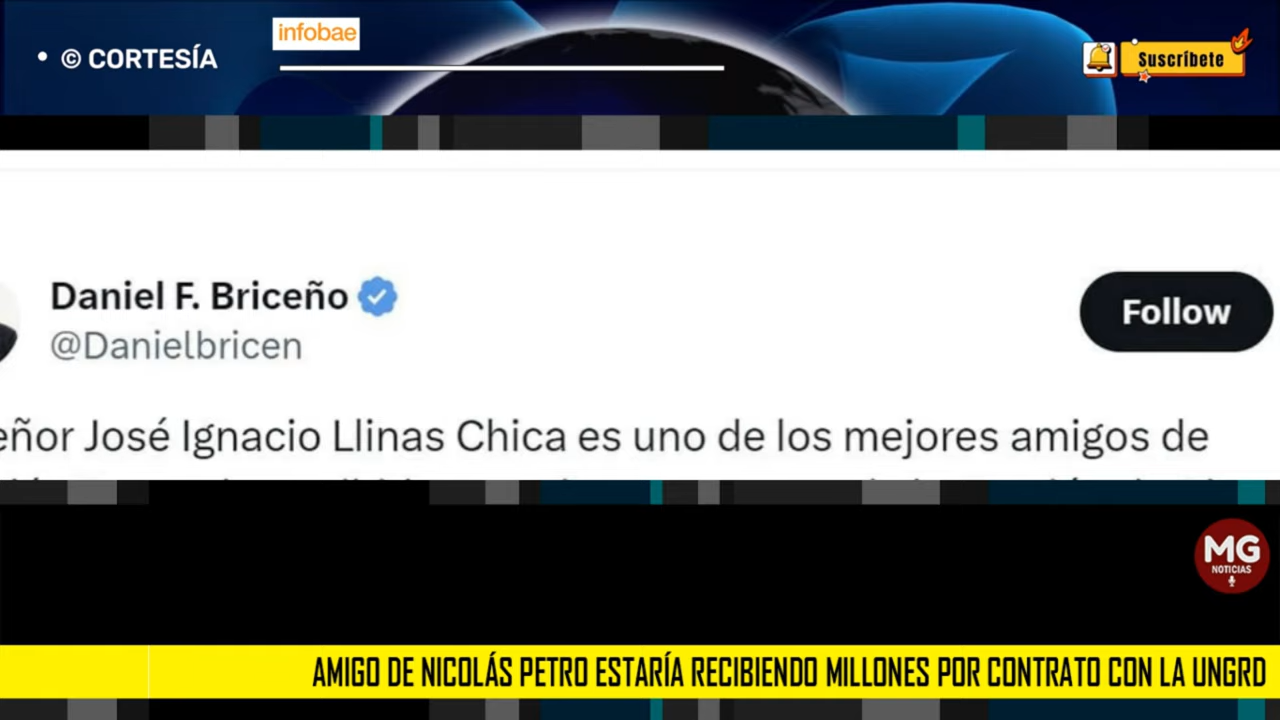 • © CORTESÍA
infobae
Suscríbete
Daniel F. Briceño
@Danielbricen
Follow
José Ignacio Llinas Chica es uno de los mejores amigos de
MG
NOTICIAS
AMIGO DE NICOLÁS PETRO ESTARÍA RECIBIENDO MILLONES POR CONTRATO CON LA UNGRD